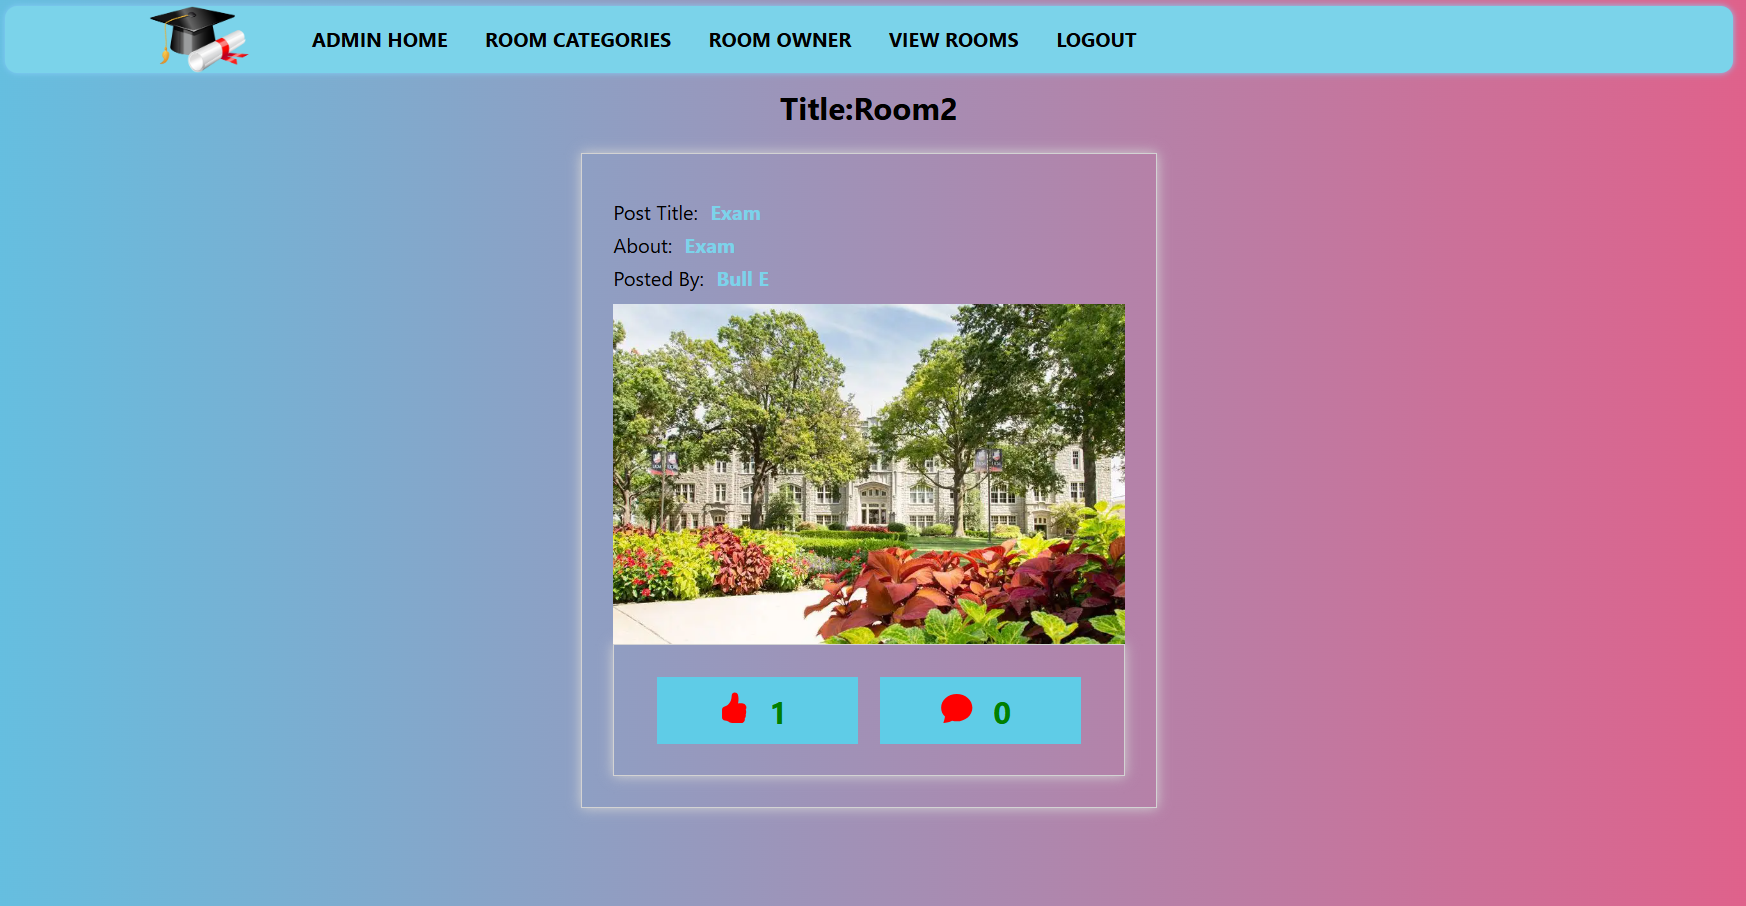 ADMIN HOME ROOM CATEGORIES ROOM OWNER VIEW ROOMS LOGOUT
Title:Room2
Post Title: Exam
About: Exam
Posted By: Bull E
1 0